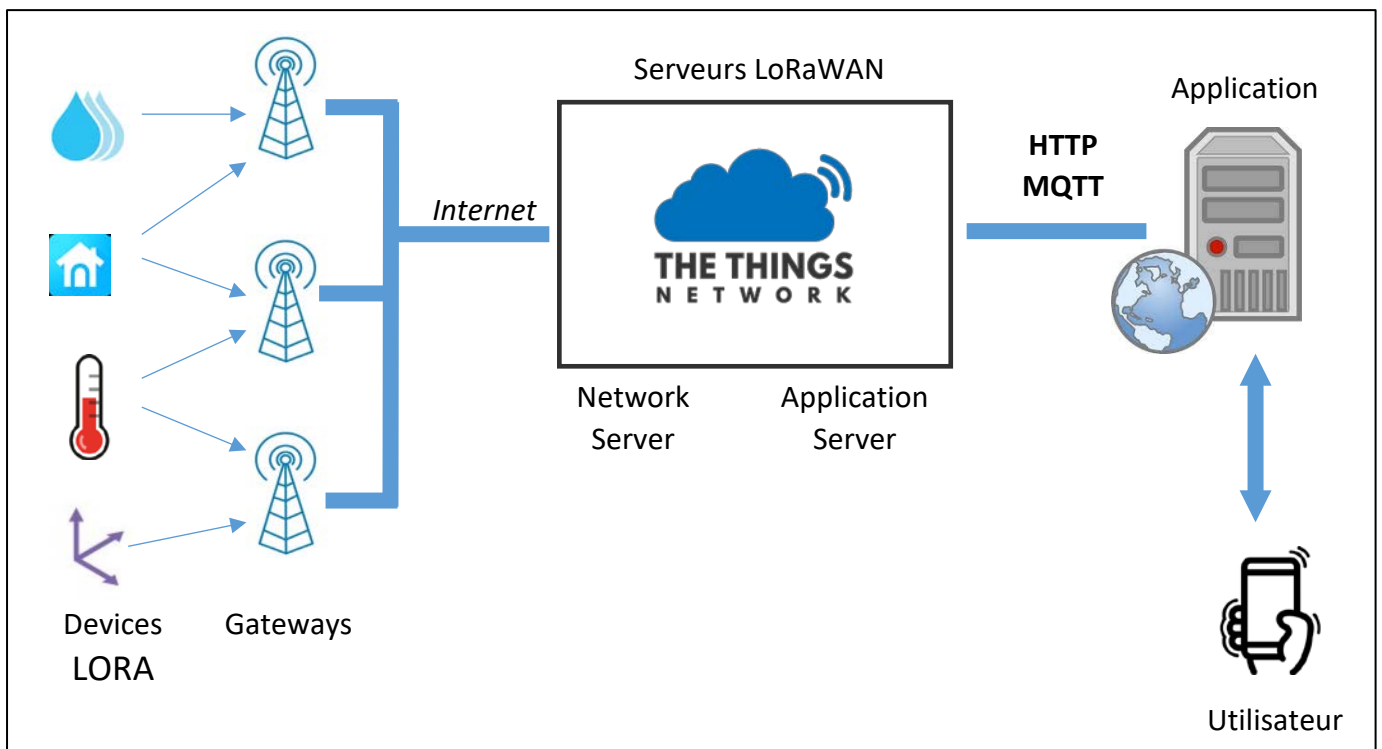 Serveurs LoRaWAN
Application
HTTP
MQTT
Internet
THE THINGS
NETWORK
Network
Server
Application
Server
Devices
LORA
Gateways
Utilisateur